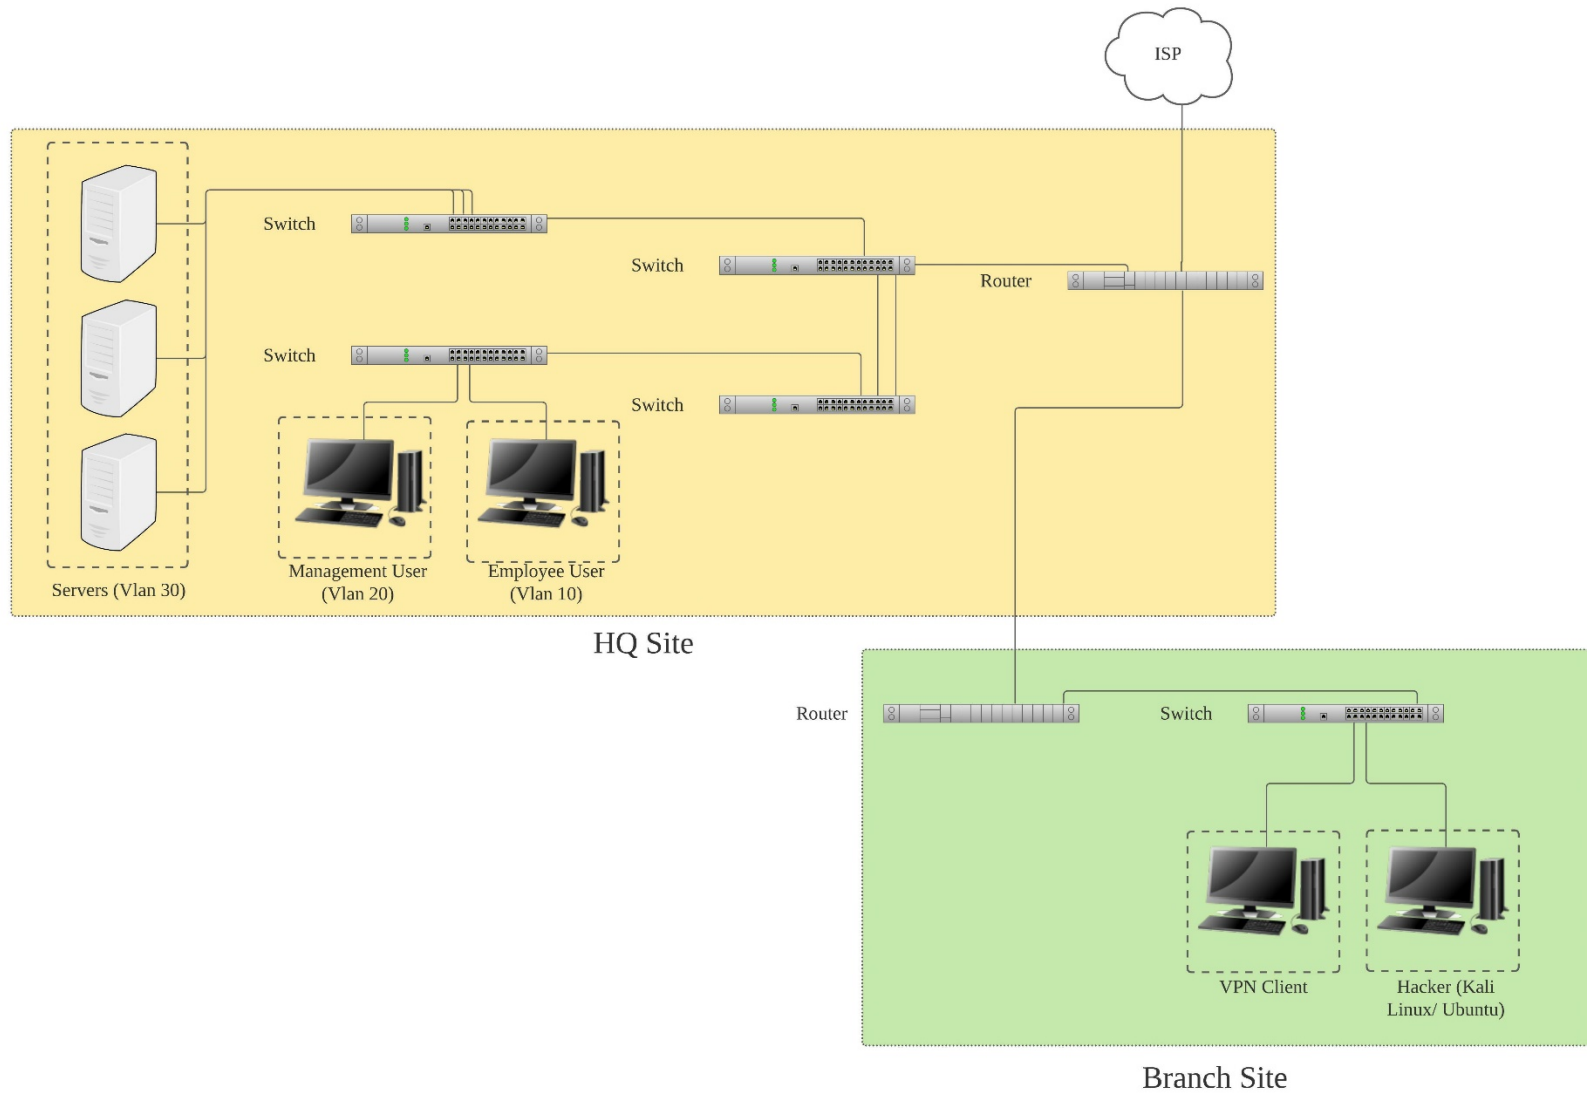 ISP
Switch
Switch
Router
Switch
Switch
Servers (Vlan 30)
Management User
(Vlan 20)
Employee User
(Vlan 10)
HQ Site
Router
Switch
VPN Client
Hacker (Kali
Linux/ Ubuntu)
Branch Site